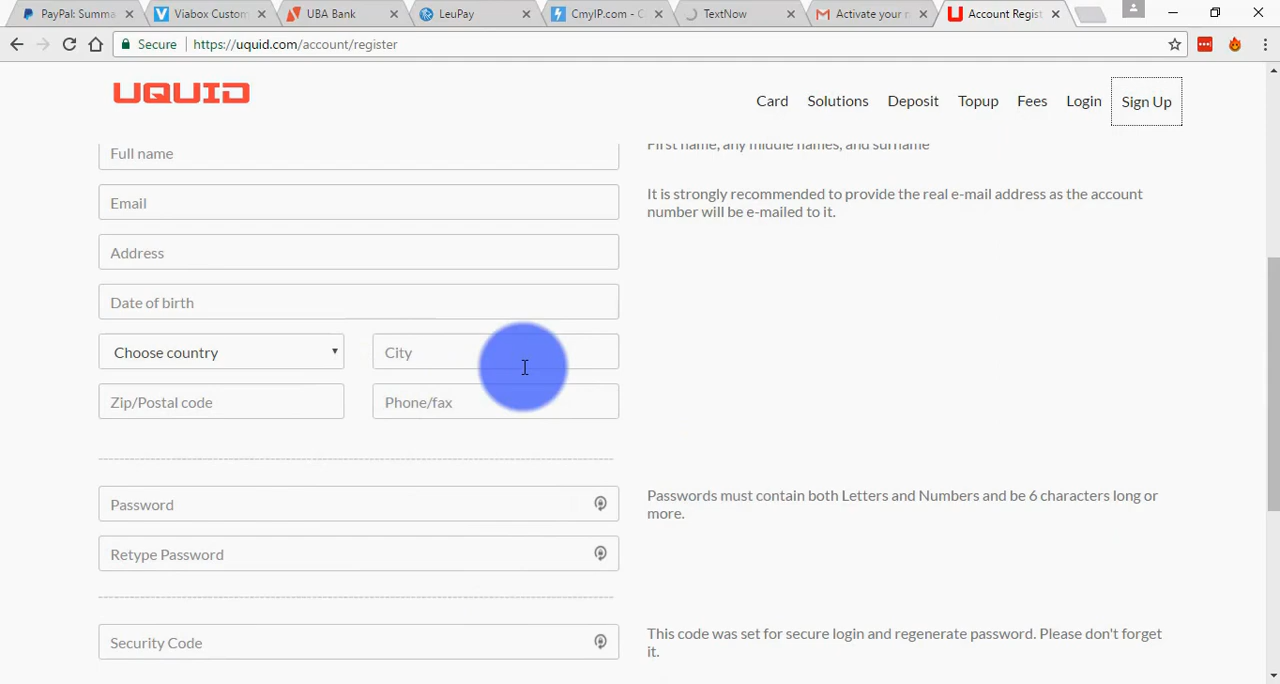 PayPal: Summa
Viabox Custom
UBA Bank
LeuPay
CmyIP.com - C
TextNow
Activate your n
Account Regist
Secure https://uquid.com/account/register
UQUID
Card Solutions Deposit Topup Fees Login Sign Up
Full name
First name, any middle names, and surname
Email
It is strongly recommended to provide the real e-mail address as the account
number will be e-mailed to it.
Address
Date of birth
Choose country
City
Zip/Postal code
Phone/fax
Password
Passwords must contain both Letters and Numbers and be 6 characters long or
more.
Retype Password
Security Code
This code was set for secure login and regenerate password. Please don't forget
it.